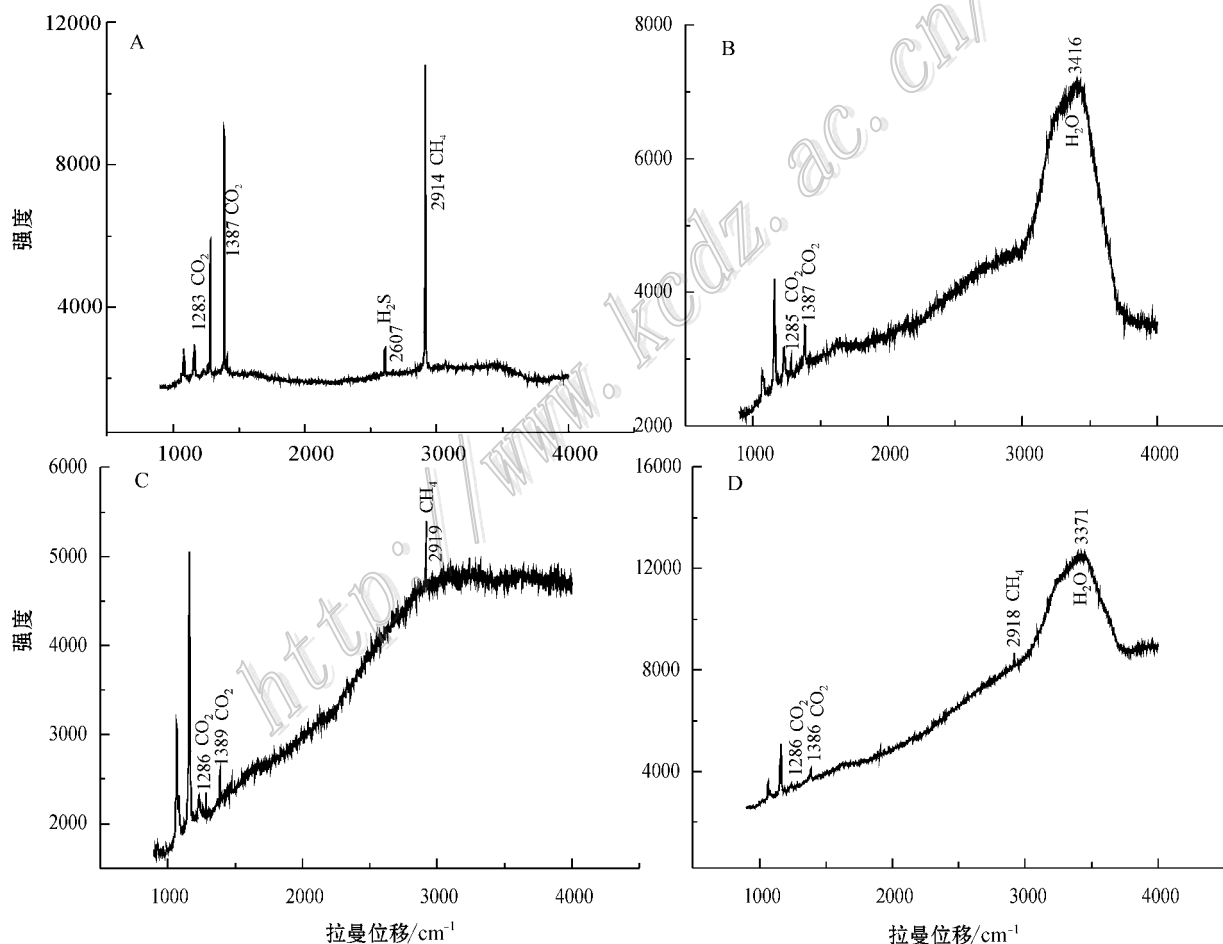 A
12000
8000
4000
强度
1283 CO₂
1387 CO₂
H₂S
2607
2914 CH₄
1000 2000 3000 4000
B
8000
6000
4000
2000
1285 CO₂
1387 CO₂
3416
H₂O
1000 2000 3000 4000
C
6000
5000
4000
3000
2000
强度
1286 CO₂
1389 CO₂
CH₄
2919
1000 2000 3000 4000
拉曼位移/cm⁻¹
D
16000
12000
8000
4000
1286 CO₂
1386 CO₂
2918 CH₄
3371
H₂O
1000 2000 3000 4000
拉曼位移/cm⁻¹
http://www.kcdz.ac.cn/